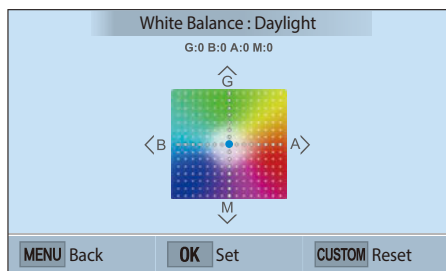 White Balance : Daylight
G:0 B:0 A:0 M:0
G
B A
M
MENU Back OK Set CUSTOM Reset